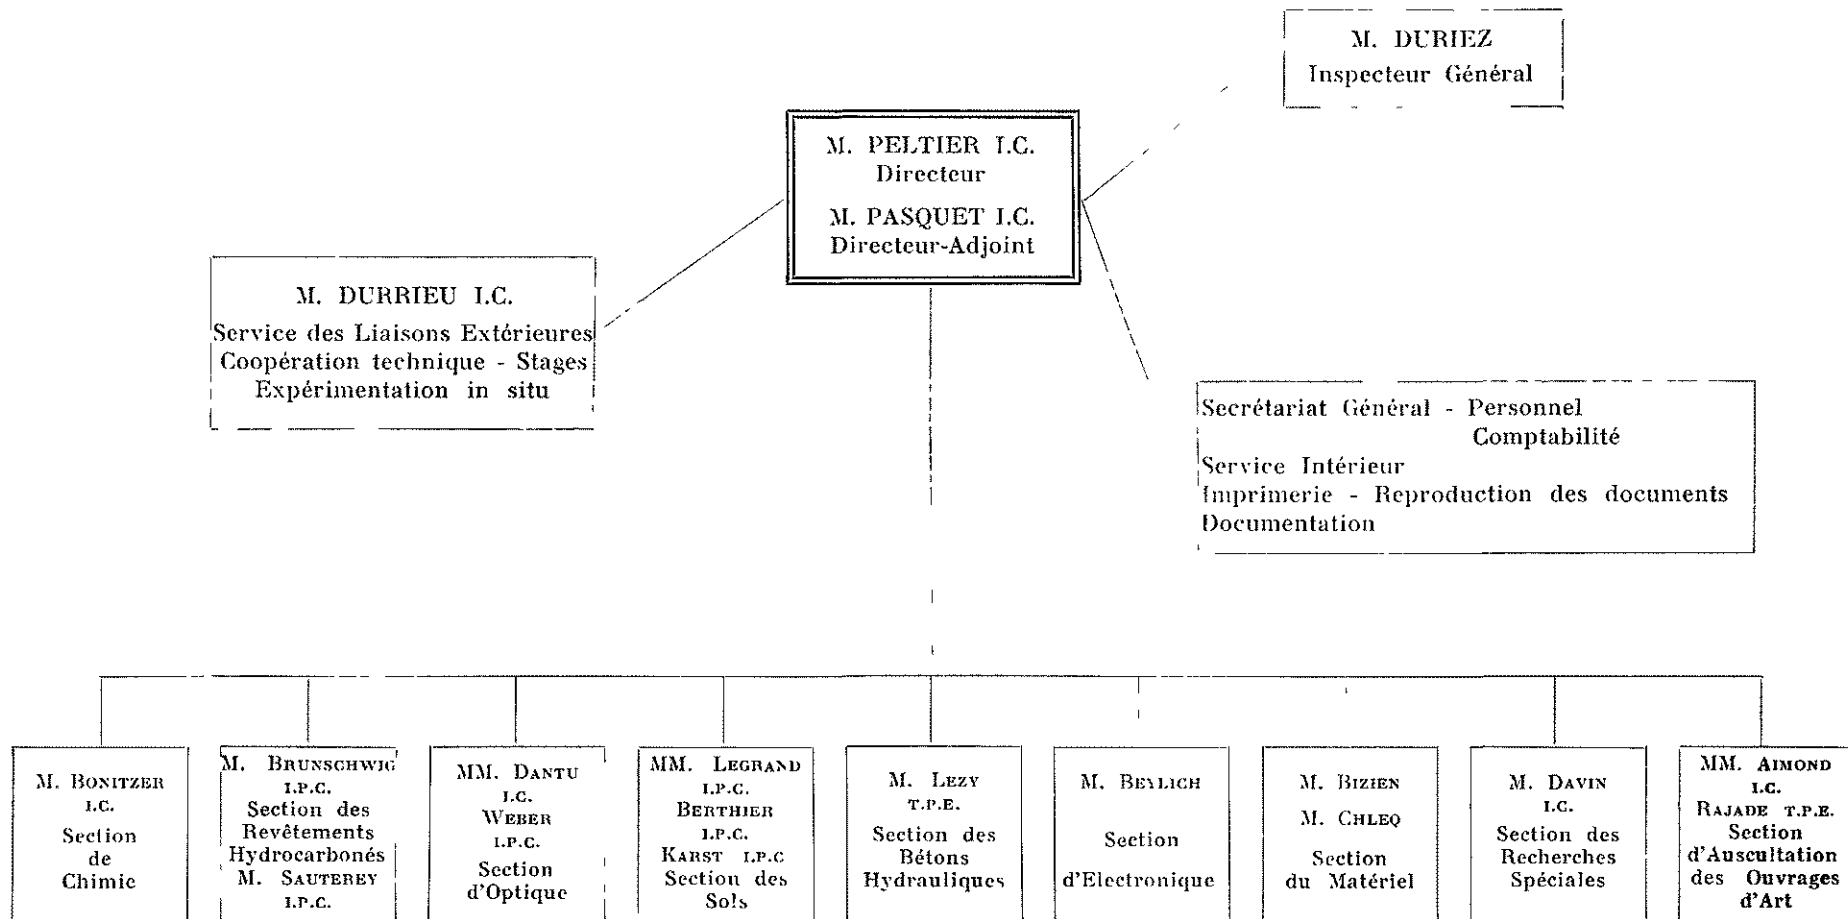 M. DURIEZ
Inspecteur Général
M. PELTIER I.C.
Directeur
M. PASQUET I.C.
Directeur-Adjoint
M. DURRIEU I.C.
Service des Liaisons Extérieures
Coopération technique - Stages
Expérimentation in situ
Secrétariat Général - Personnel
Comptabilité
Service Intérieur
Imprimerie - Reproduction des documents
Documentation
M. BONITZER
I.C.
Section
de
Chimie
M. BRUNSCHWIG
I.P.C.
Section des
Revêtements
Hydrocarbonés
M. SAUTEREY
I.P.C.
MM. DANTU
I.C.
WEBER
I.P.C.
Section
d'Optique
MM. LEGRAND
I.P.C.
BERTHIER
I.P.C.
KARST I.P.C
Section des
Sols
M. LEZY
T.P.E.
Section des
Bétons
Hydrauliques
M. BEYLICH
Section
d'Electronique
M. BIZIEN
M. CHLEQ
Section
du Matériel
M. DAVIN
I.C.
Section des
Recherches
Spéciales
MM. AIMOND
I.C.
RAJADE T.P.E.
Section
d'Auscultation
des Ouvrages
d'Art